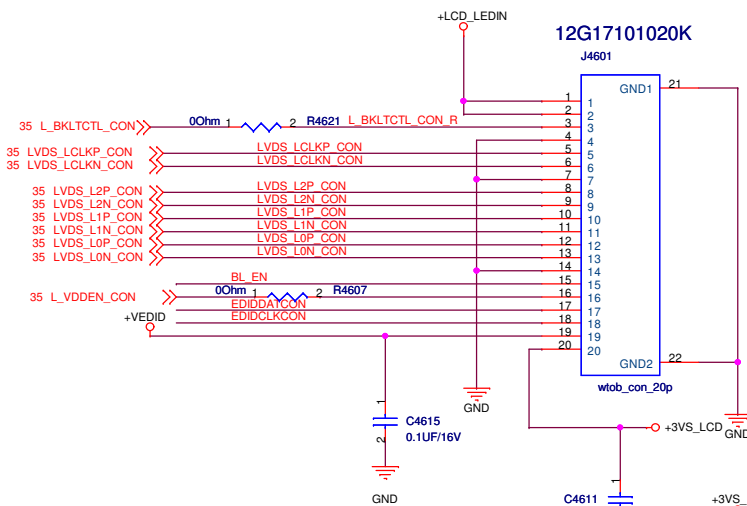 +LCD_LEDIN
12G17101020K
J4601
GND1 21
1 1
2 2
35 L_BKLTCTL_CON 0Ohm 1 2 R4621 L_BKLTCTL_CON_R 3 3
4 4
35 LVDS_LCLKP_CON LVDS_LCLKP_CON 5 5
35 LVDS_LCLKN_CON LVDS_LCLKN_CON 6 6
7 7
35 LVDS_L2P_CON LVDS_L2P_CON 8 8
35 LVDS_L2N_CON LVDS_L2N_CON 9 9
35 LVDS_L1P_CON LVDS_L1P_CON 10 10
35 LVDS_L1N_CON LVDS_L1N_CON 11 11
35 LVDS_L0P_CON LVDS_L0P_CON 12 12
35 LVDS_L0N_CON LVDS_L0N_CON 13 13
14 14
BL_EN 15 15
35 L_VDDEN_CON 0Ohm 1 2 R4607 16 16
EDIDDATCON 17 17
+VEDID EDIDCLKCON 18 18
19 19
20 20
GND2 22
wtob_con_20p
1
C4615
0.1UF/16V
2
GND
GND
+3VS_LCD
GND
GND
1
C4611
+3VS_